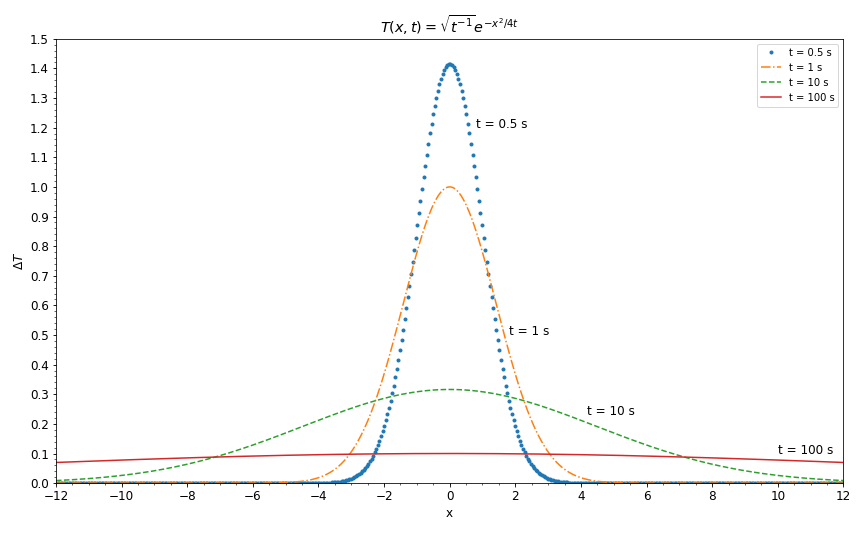 T(x, t) = √t⁻¹e^{−x²/4t}
1.5
1.4
1.3
1.2
1.1
1.0
0.9
0.8
0.7
0.6
0.5
0.4
0.3
0.2
0.1
0.0
ΔT
t = 0.5 s
t = 1 s
t = 10 s
t = 100 s
t = 0.5 s
t = 1 s
t = 10 s
t = 100 s
−12 −10 −8 −6 −4 −2 0 2 4 6 8 10 12
x